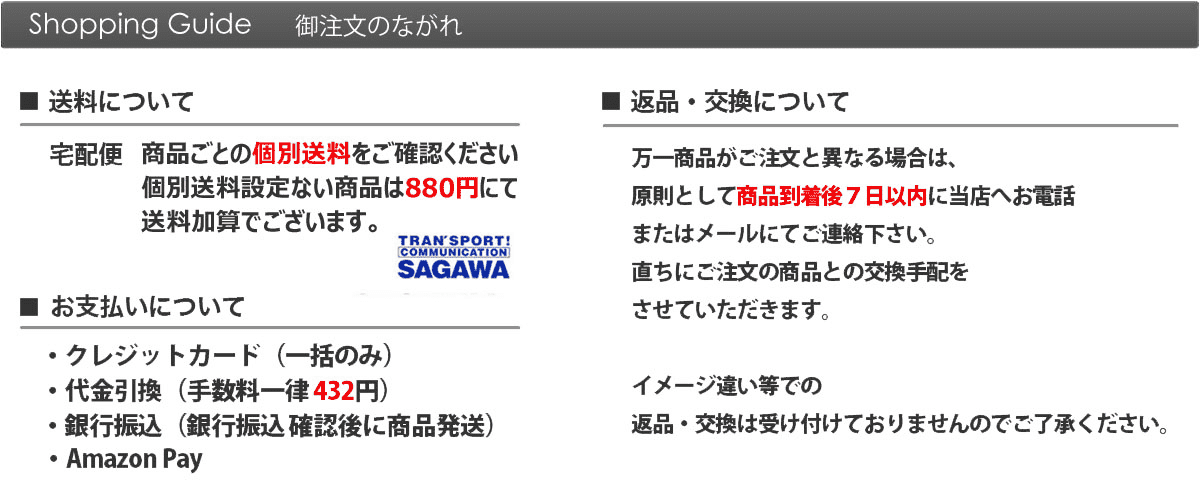 Shopping Guide 御注文のながれ
■ 送料について
宅配便 商品ごとの個別送料をご確認ください
個別送料設定ない商品は880円にて
送料加算でございます。
TRAN'SPORT!
COMMUNICATION
SAGAWA
■ お支払いについて
・クレジットカード（一括のみ）
・代金引換（手数料一律 432円）
・銀行振込（銀行振込 確認後に商品発送）
・Amazon Pay
■ 返品・交換について
万一商品がご注文と異なる場合は、
原則として商品到着後７日以内に当店へお電話
またはメールにてご連絡下さい。
直ちにご注文の商品との交換手配を
させていただきます。
イメージ違い等での
返品・交換は受け付けておりませんのでご了承ください。